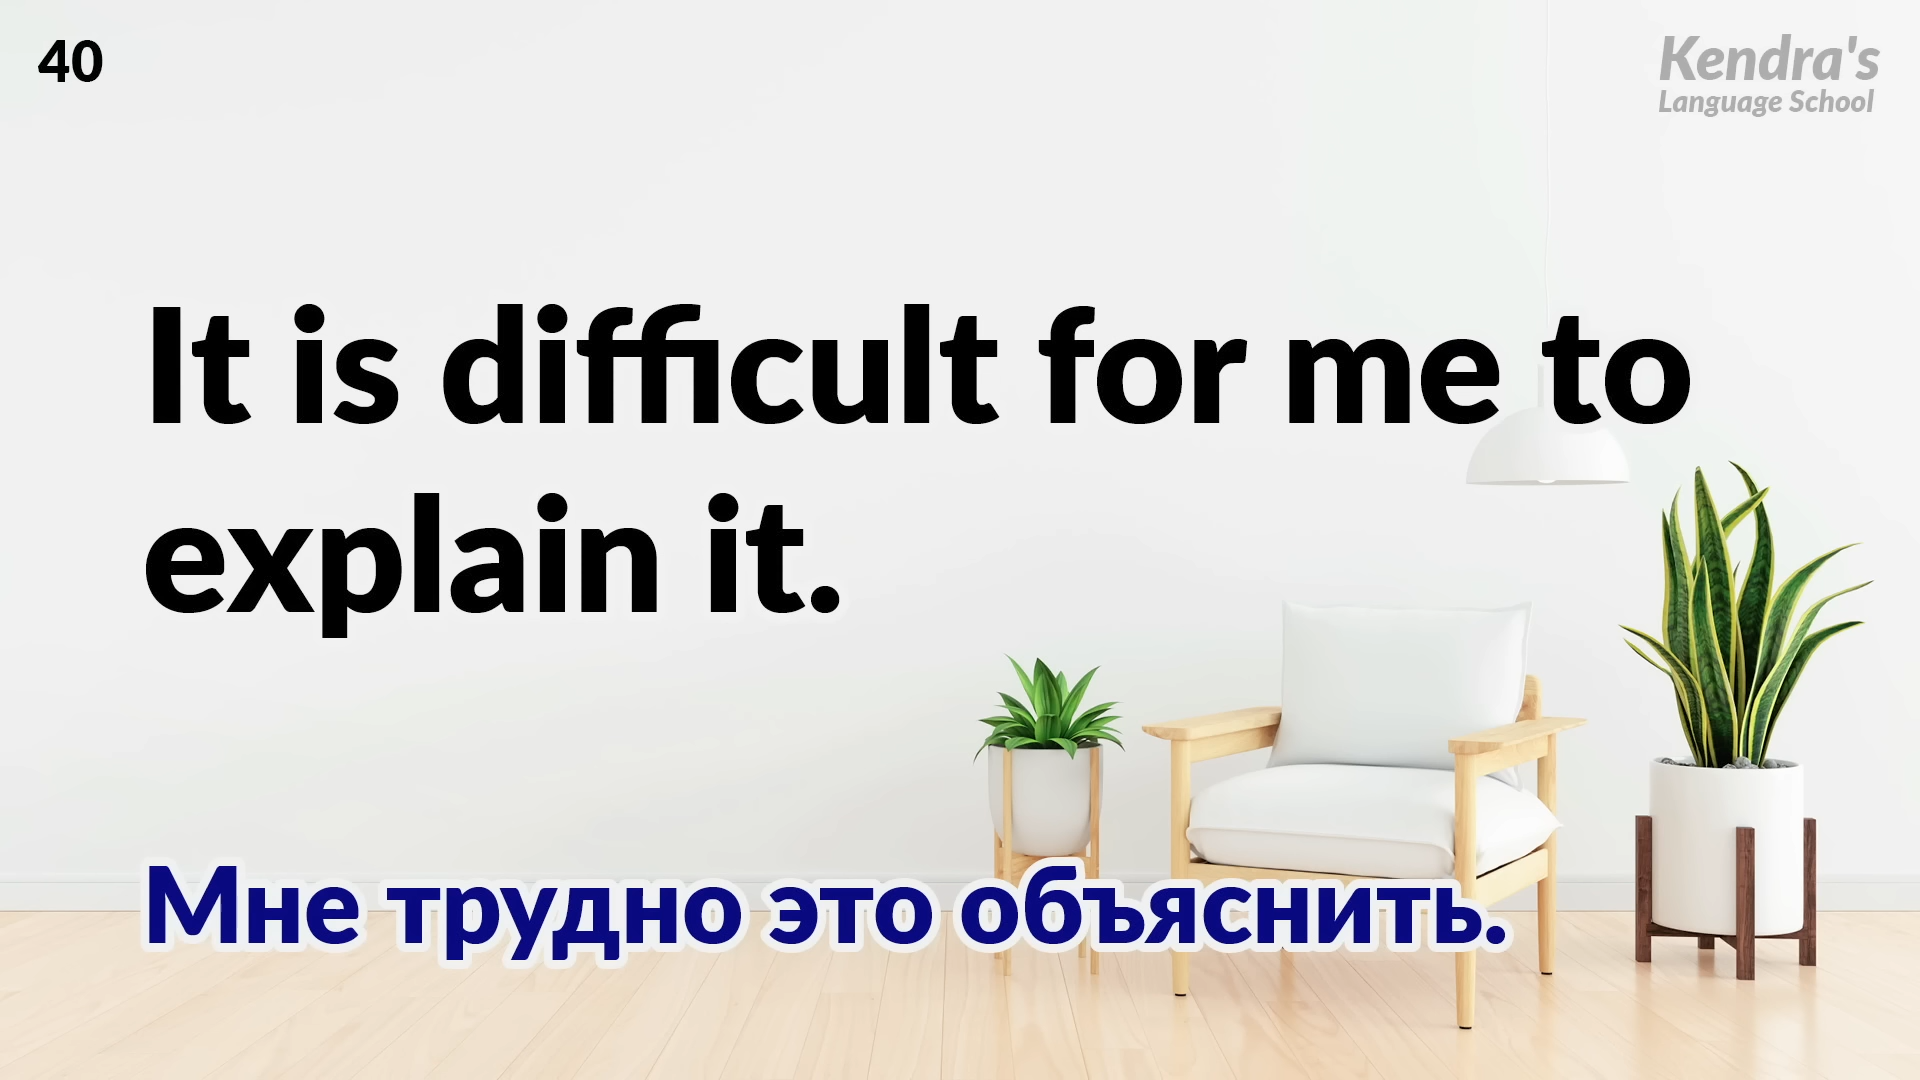 40
Kendra's
Language School
It is difficult for me to
explain it.
Мне трудно это объяснить.